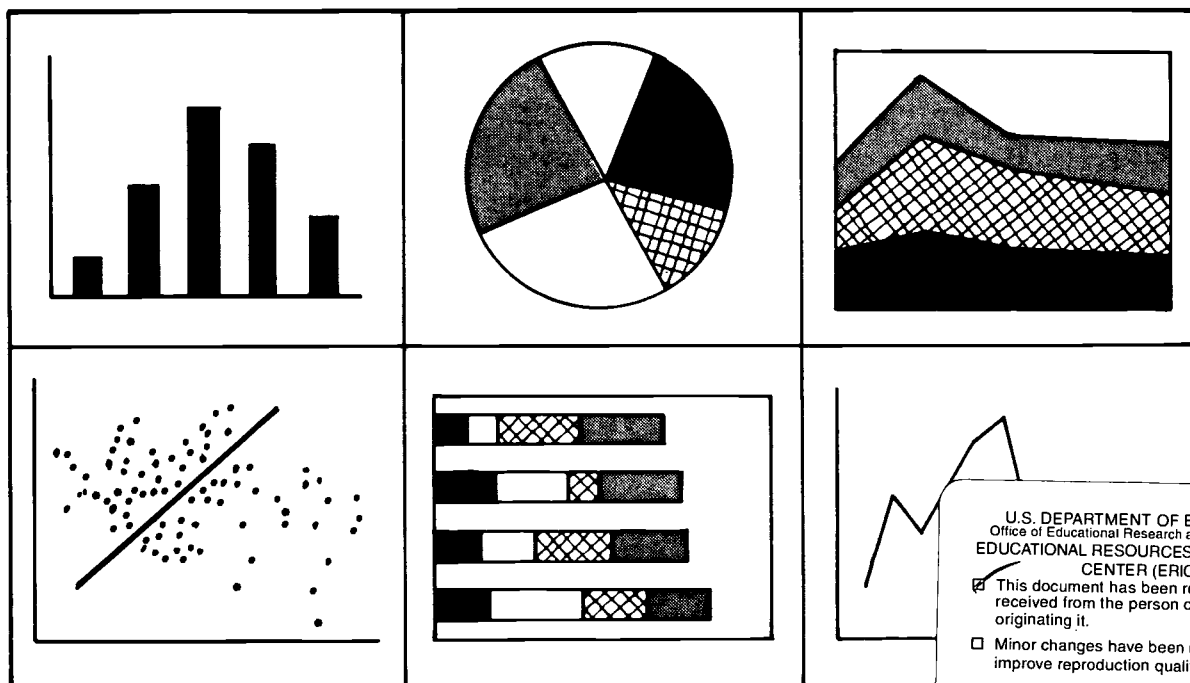 U.S. DEPARTMENT OF
Office of Educational Research
EDUCATIONAL RESOURCES
CENTER (ERIC
This document has been
received from the person
originating it.
Minor changes have been
improve reproduction